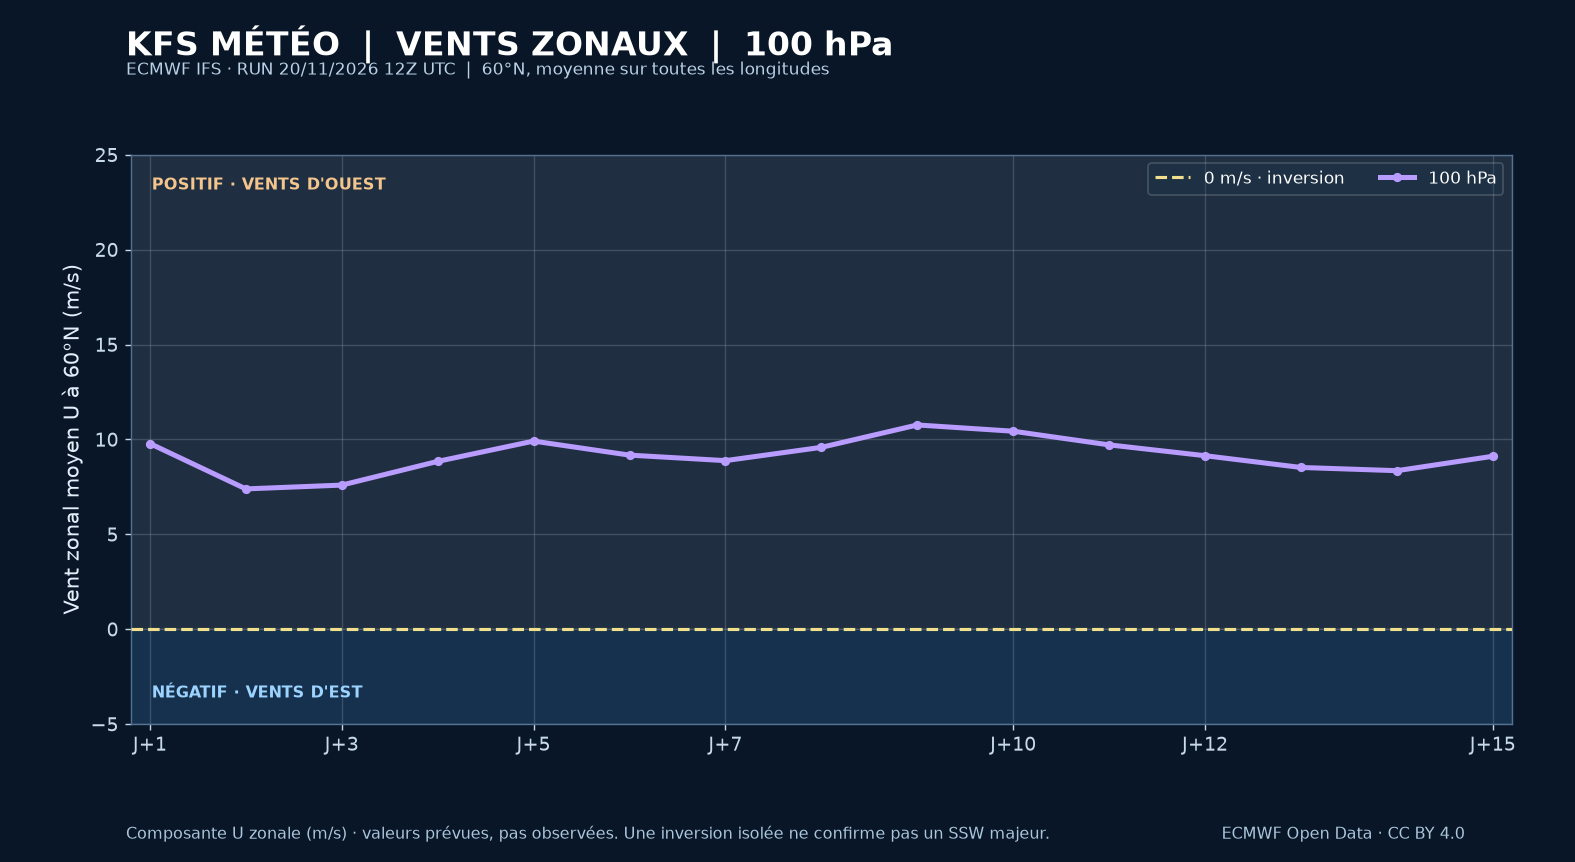 KFS MÉTÉO | VENTS ZONAUX | 100 hPa
ECMWF IFS · RUN 20/11/2026 12Z UTC | 60°N, moyenne sur toutes les longitudes
25
POSITIF · VENTS D'OUEST
0 m/s · inversion
100 hPa
20
15
10
5
0
−5
Vent zonal moyen U à 60°N (m/s)
NÉGATIF · VENTS D'EST
J+1 J+3 J+5 J+7 J+10 J+12 J+15
Composante U zonale (m/s) · valeurs prévues, pas observées. Une inversion isolée ne confirme pas un SSW majeur.
ECMWF Open Data · CC BY 4.0